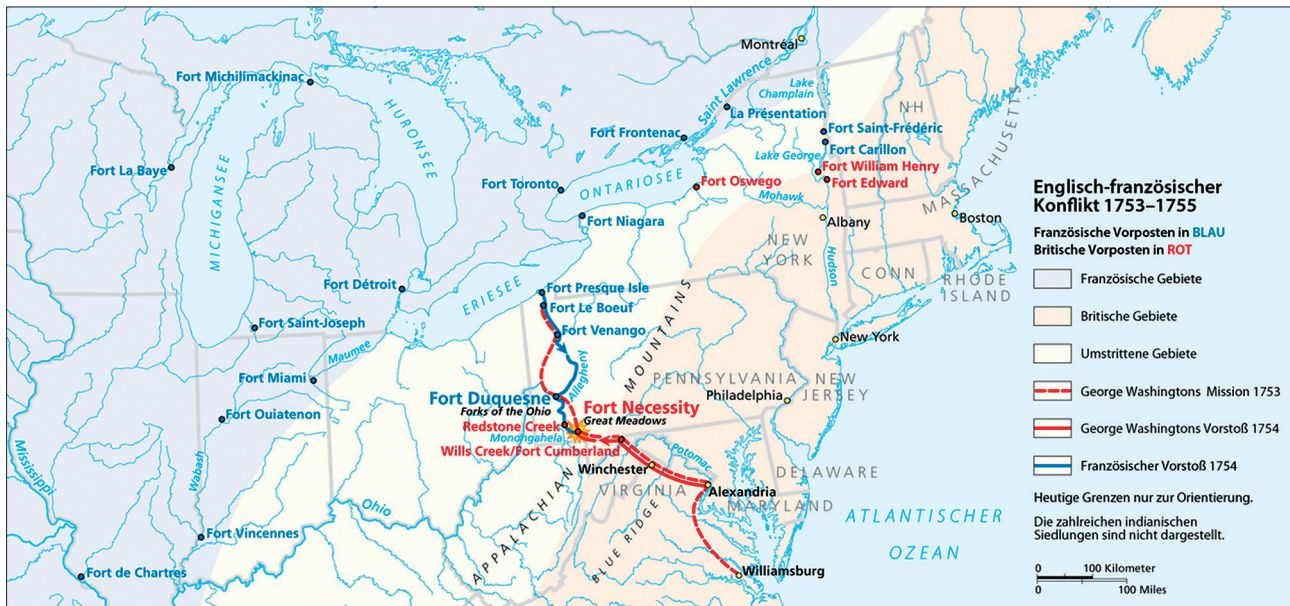 Montréal
Fort Michilimackinac
Saint Lawrence
Lake
Champlain
NH
La Présentation
HURONSEE
Fort Frontenac
Fort Saint-Frédéric
MASSACHUSETTS
Fort Carillon
Lake George
Fort La Baye
Fort William Henry
Fort Toronto
ONTARIOSEE
Fort Oswego
Fort Edward
Mohawk
MICHIGANSEE
Fort Niagara
Albany
Boston
NEW
YORK
Hudson
CONN
RHODE
ISLAND
Fort Détroit
ERIESEE
Fort Presque Isle
Fort Le Boeuf
Fort Saint-Joseph
Fort Venango
MOUNTAINS
New York
Maumee
Allegheny
Fort Miami
PENNSYLVANIA
NEW
JERSEY
Philadelphia
Fort Duquesne
Forks of the Ohio
Fort Necessity
Great Meadows
Fort Ouiatenon
Redstone Creek
Monongahela
Wills Creek/Fort Cumberland
Potomac
Mississippi
Wabash
Winchester
DELAWARE
VIRGINIA
Alexandria
MARYLAND
Ohio
APPALACHIAN
BLUE RIDGE
ATLANTISCHER
OZEAN
Fort Vincennes
Fort de Chartres
Williamsburg
Englisch-französischer
Konflikt 1753–1755
Französische Vorposten in BLAU
Britische Vorposten in ROT
Französische Gebiete
Britische Gebiete
Umstrittene Gebiete
George Washingtons Mission 1753
George Washingtons Vorstoß 1754
Französischer Vorstoß 1754
Heutige Grenzen nur zur Orientierung.
Die zahlreichen indianischen
Siedlungen sind nicht dargestellt.
0 100 Kilometer
0 100 Miles